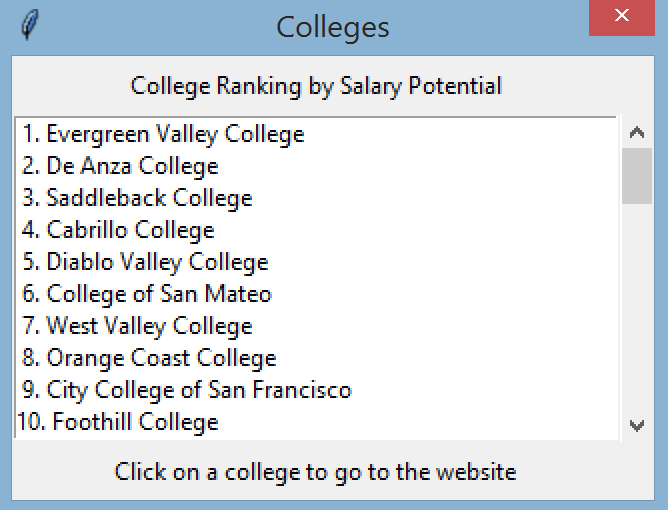 Colleges
College Ranking by Salary Potential
1. Evergreen Valley College
2. De Anza College
3. Saddleback College
4. Cabrillo College
5. Diablo Valley College
6. College of San Mateo
7. West Valley College
8. Orange Coast College
9. City College of San Francisco
10. Foothill College
Click on a college to go to the website